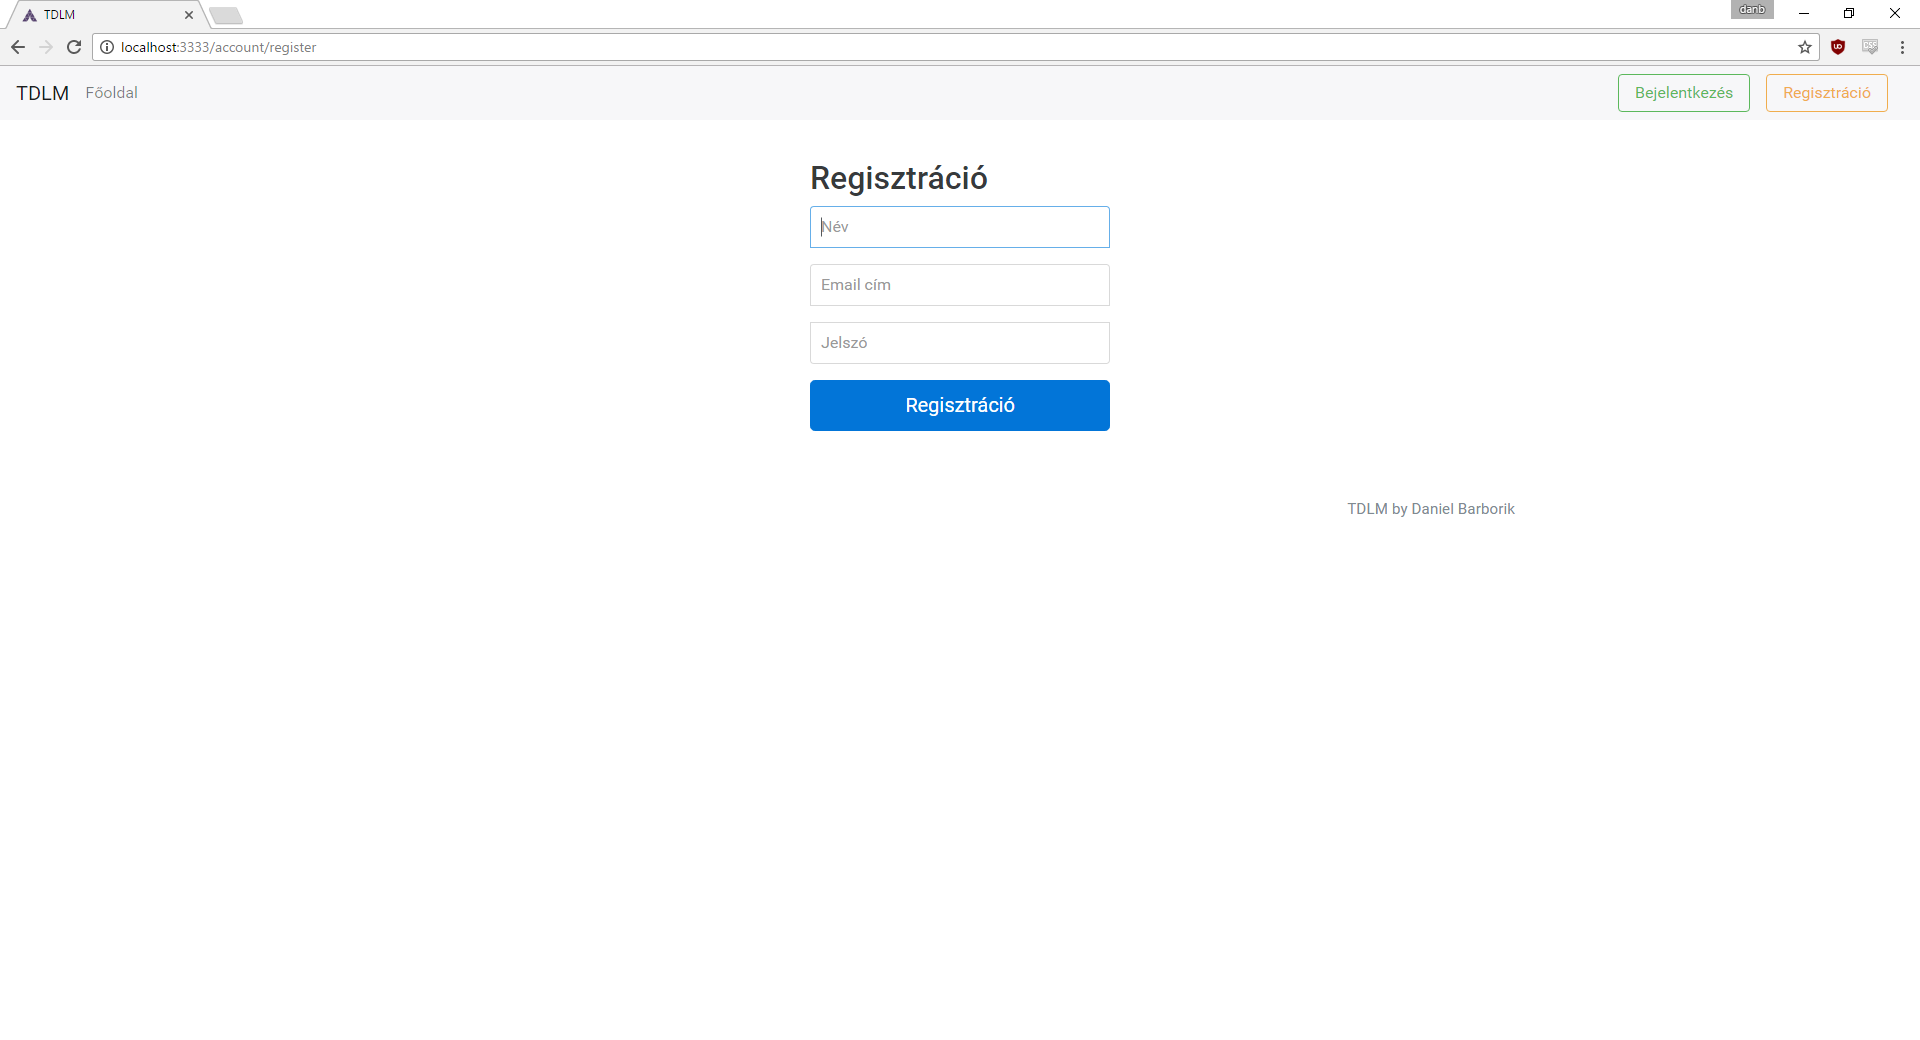 TDLM
danb
localhost:3333/account/register
TDLM Főoldal Bejelentkezés Regisztráció
Regisztráció
Név
Email cím
Jelszó
Regisztráció
TDLM by Daniel Barborik